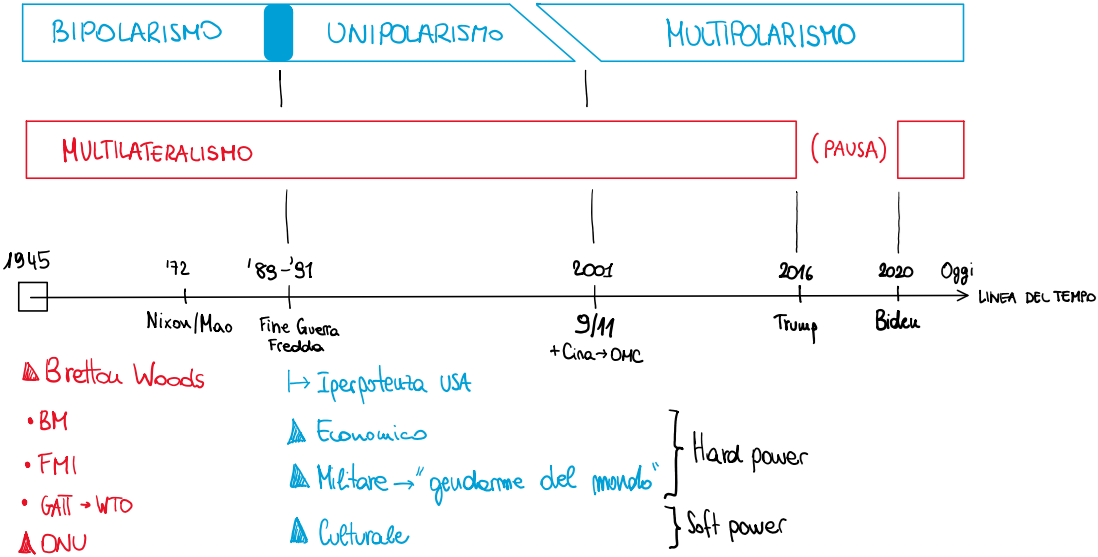 BIPOLARISMO UNIPOLARISMO MULTIPOLARISMO
MULTILATERALISMO (PAUSA)
1945 '72 '89-'91 2001 2016 2020 Oggi
LINEA DEL TEMPO
Nixon/Mao Fine Guerra 9/11 Trump Biden
Fredda +Cina→OMC
Bretton Woods
• BM
• FMI
• GATT → WTO
ONU
↦ Iperpotenza USA
Economico
Militare → "gendarme del mondo"
Culturale
Hard power
Soft power